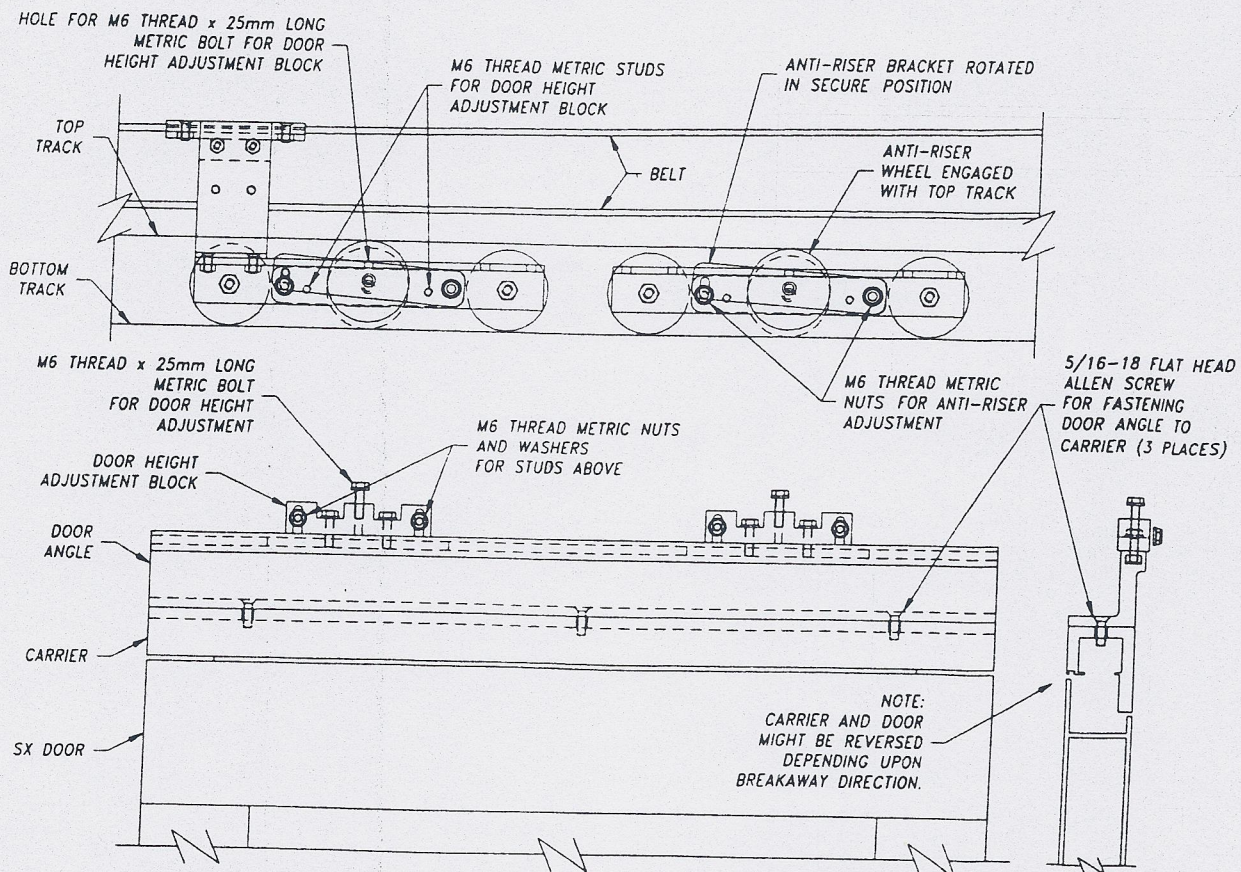 HOLE FOR M6 THREAD x 25mm LONG
METRIC BOLT FOR DOOR
HEIGHT ADJUSTMENT BLOCK
M6 THREAD METRIC STUDS
FOR DOOR HEIGHT
ADJUSTMENT BLOCK
ANTI-RISER BRACKET ROTATED
IN SECURE POSITION
TOP
TRACK
BELT
ANTI-RISER
WHEEL ENGAGED
WITH TOP TRACK
BOTTOM
TRACK
M6 THREAD x 25mm LONG
METRIC BOLT
FOR DOOR HEIGHT
ADJUSTMENT
M6 THREAD METRIC NUTS
AND WASHERS
FOR STUDS ABOVE
M6 THREAD METRIC
NUTS FOR ANTI-RISER
ADJUSTMENT
5/16-18 FLAT HEAD
ALLEN SCREW
FOR FASTENING
DOOR ANGLE TO
CARRIER (3 PLACES)
DOOR HEIGHT
ADJUSTMENT BLOCK
DOOR
ANGLE
CARRIER
SX DOOR
NOTE:
CARRIER AND DOOR
MIGHT BE REVERSED
DEPENDING UPON
BREAKAWAY DIRECTION.